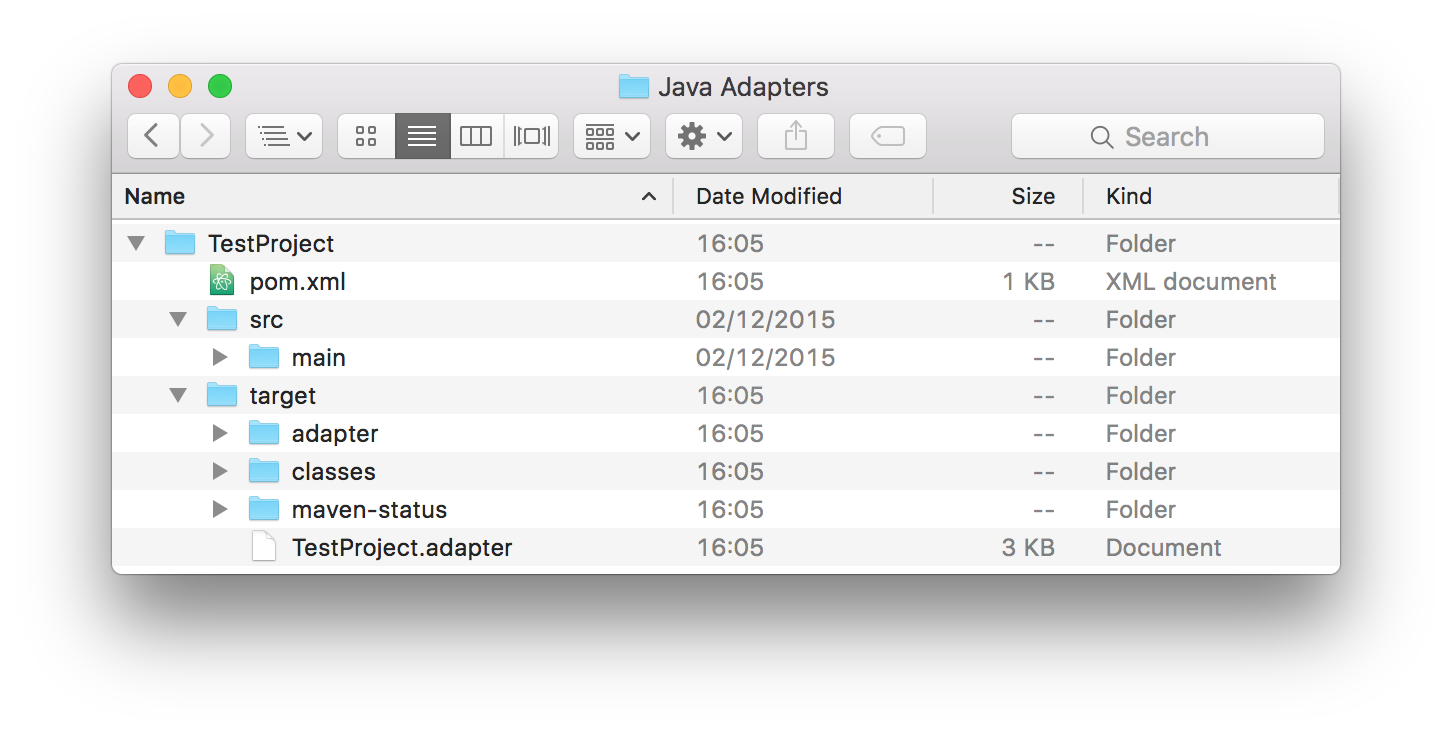 Java Adapters
Search
Name Date Modified Size Kind
TestProject 16:05 -- Folder
pom.xml 16:05 1 KB XML document
src 02/12/2015 -- Folder
main 02/12/2015 -- Folder
target 16:05 -- Folder
adapter 16:05 -- Folder
classes 16:05 -- Folder
maven-status 16:05 -- Folder
TestProject.adapter 16:05 3 KB Document